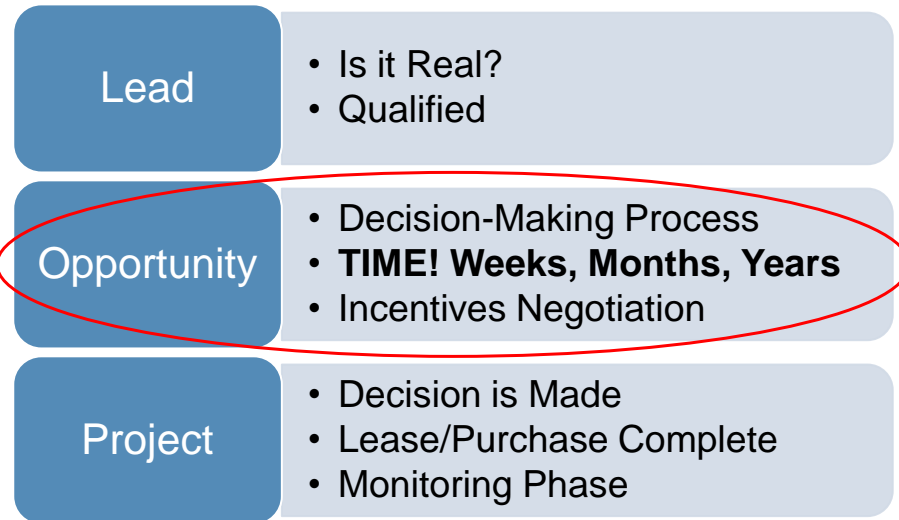 Lead
• Is it Real?
• Qualified
Opportunity
• Decision-Making Process
• TIME! Weeks, Months, Years
• Incentives Negotiation
Project
• Decision is Made
• Lease/Purchase Complete
• Monitoring Phase